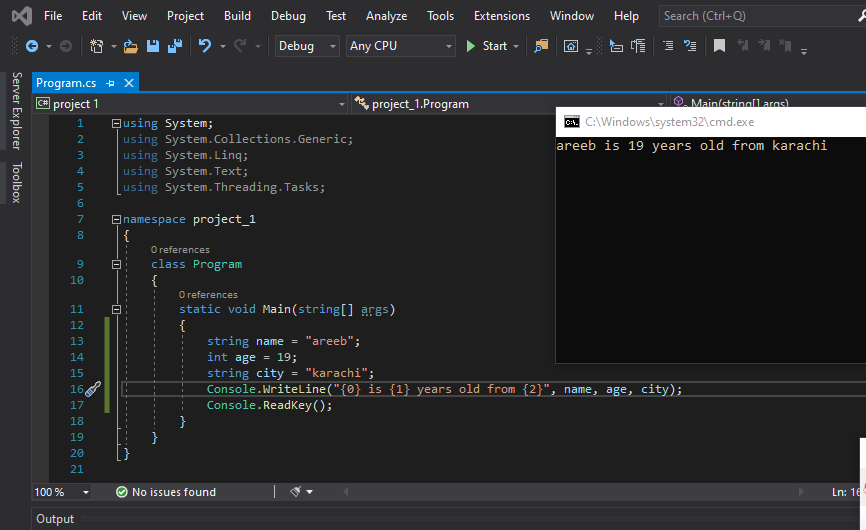 File Edit View Project Build Debug Test Analyze Tools Extensions Window Help Search (Ctrl+Q)
Debug Any CPU Start
Server Explorer
Toolbox
Program.cs
C# project 1 project_1.Program Main(string[] args)
1 using System;
2 using System.Collections.Generic;
3 using System.Linq;
4 using System.Text;
5 using System.Threading.Tasks;
6
7 namespace project_1
8 {
0 references
9 class Program
10 {
0 references
11 static void Main(string[] args)
12 {
13 string name = "areeb";
14 int age = 19;
15 string city = "karachi";
16 Console.WriteLine("{0} is {1} years old from {2}", name, age, city);
17 Console.ReadKey();
18 }
19 }
20 }
21
C:\Windows\system32\cmd.exe
areeb is 19 years old from karachi
100 % No issues found Ln: 16
Output